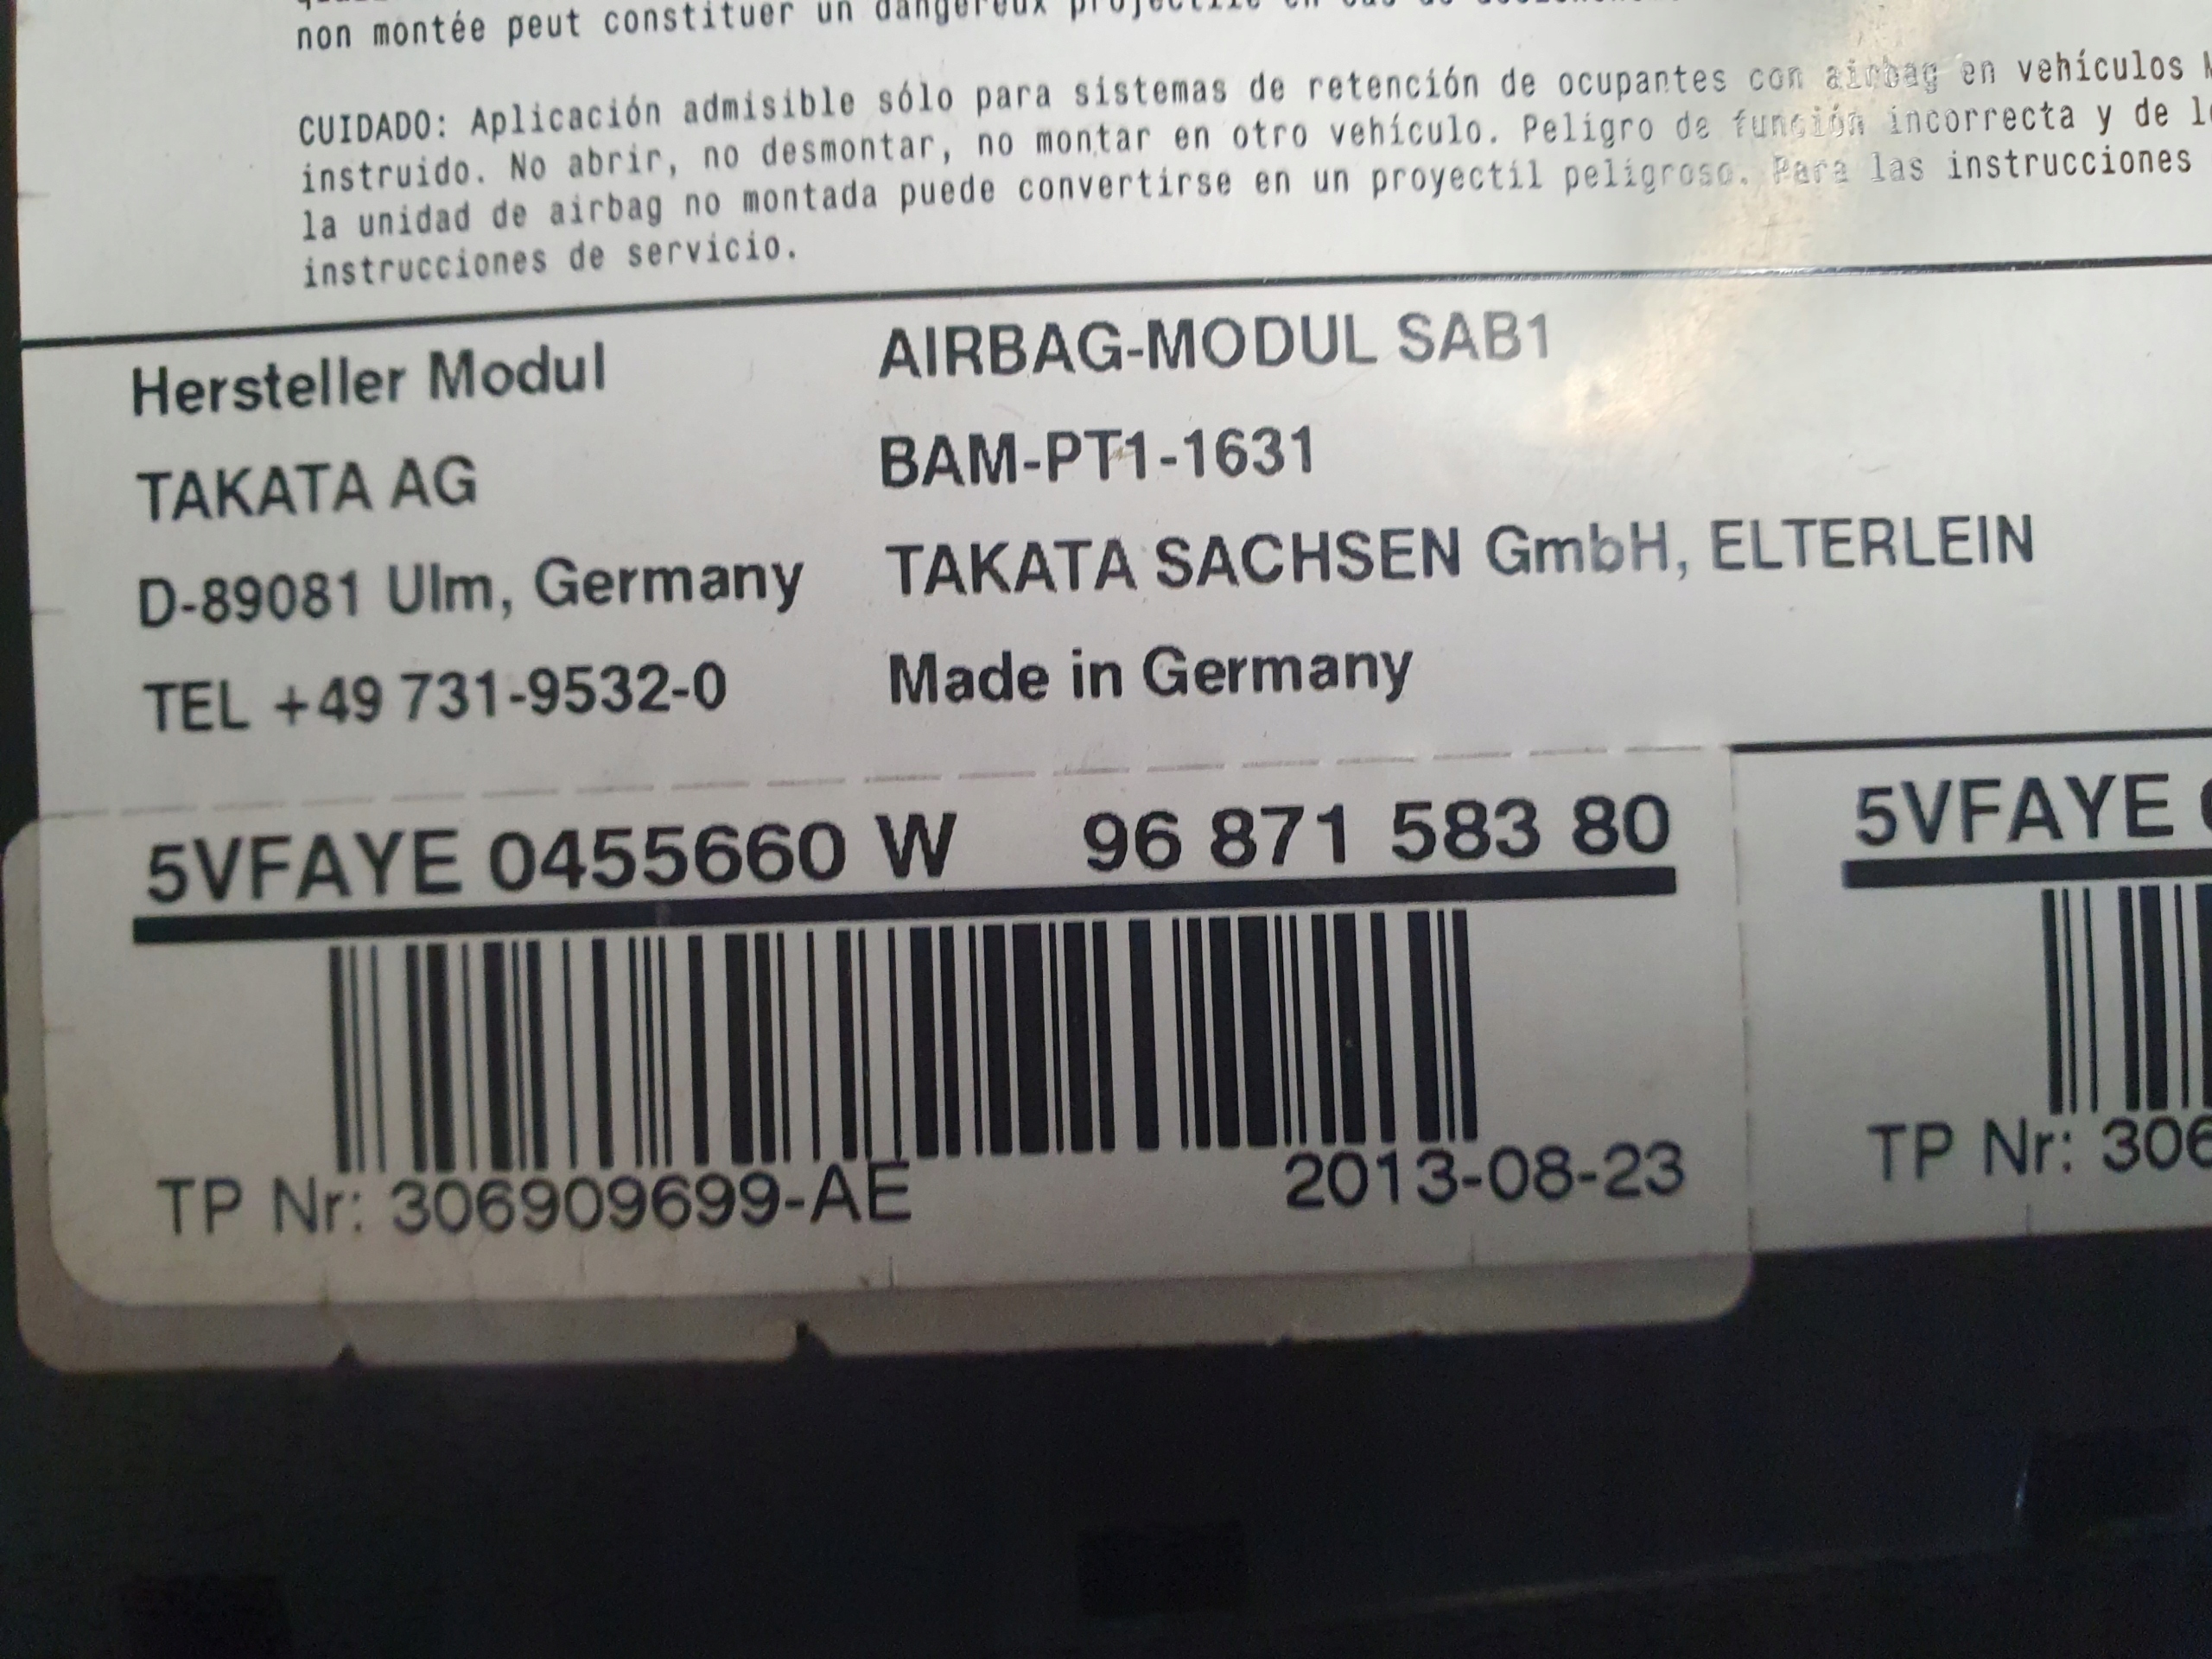 non montée peut constituer un dangereux projectile en cas de
CUIDADO: Aplicación admisible sólo para sistemas de retención de ocupantes con airbag en vehículos
instruido. No abrir, no desmontar, no montar en otro vehículo. Peligro de función incorrecta y de
la unidad de airbag no montada puede convertirse en un proyectil peligroso. Para las instrucciones
instrucciones de servicio.
Hersteller Modul
TAKATA AG
D-89081 Ulm, Germany
TEL +49 731-9532-0
AIRBAG-MODUL SAB1
BAM-PT1-1631
TAKATA SACHSEN GmbH, ELTERLEIN
Made in Germany
5VFAYE 0455660 W 96 871 583 80
TP Nr: 306909699-AE 2013-08-23
5VFAYE
TP Nr: 306